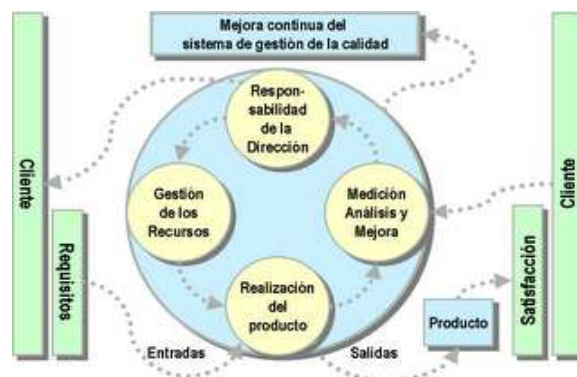 Mejora continua del
sistema de gestión de la calidad
Cliente
Requisitos
Respon-
sabilidad
de la
Dirección
Gestión
de los
Recursos
Medición
Análisis y
Mejora
Realización
del
producto
Entradas
Salidas
Producto
Satisfacción
Cliente